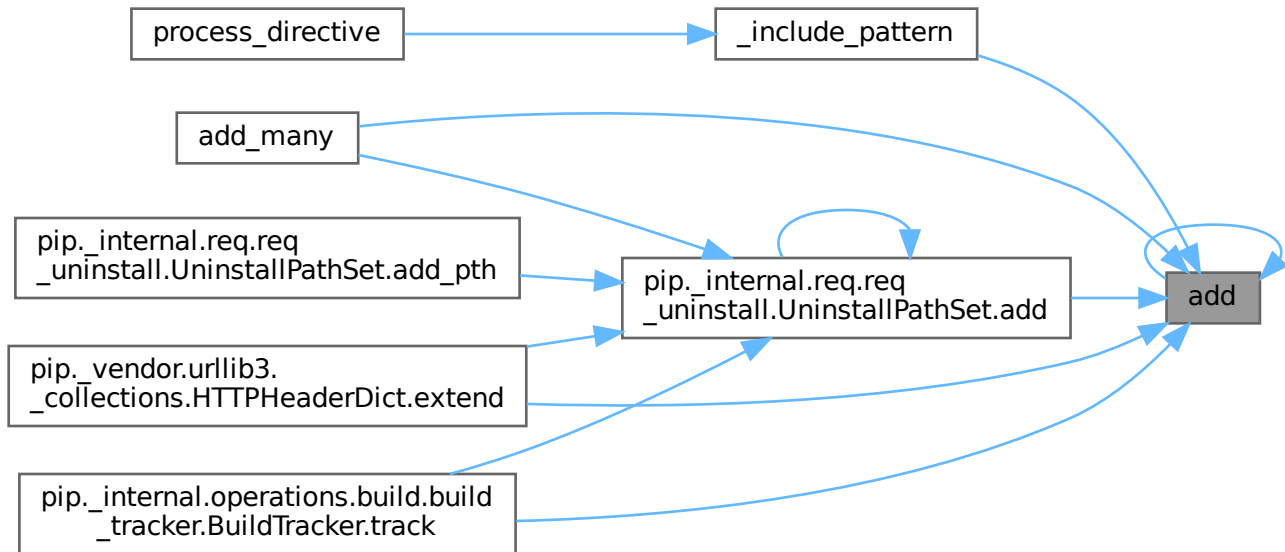 process_directive
_include_pattern
add_many
pip._internal.req.req
_uninstall.UninstallPathSet.add_pth
pip._internal.req.req
_uninstall.UninstallPathSet.add
add
pip._vendor.urllib3.
_collections.HTTPHeaderDict.extend
pip._internal.operations.build.build
_tracker.BuildTracker.track